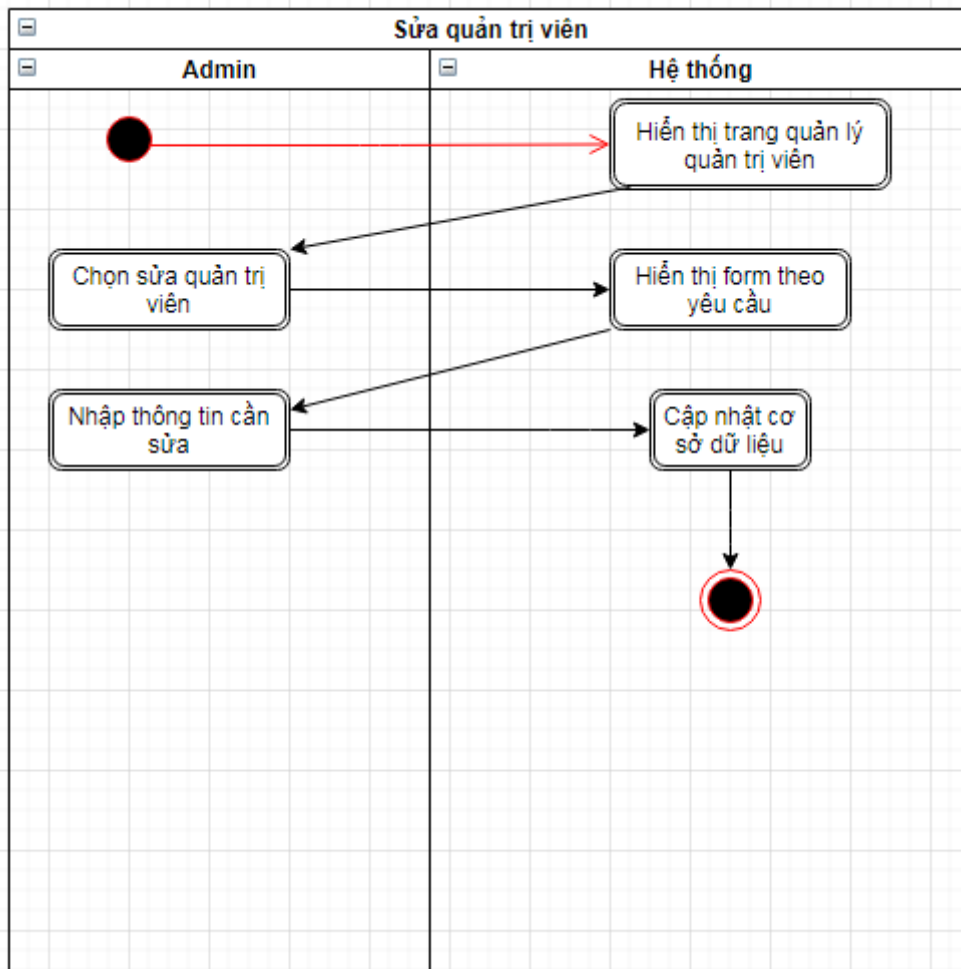 Sửa quản trị viên
Admin
Hệ thống
Hiển thị trang quản lý
quản trị viên
Chọn sửa quản trị
viên
Hiển thị form theo
yêu cầu
Nhập thông tin cần
sửa
Cập nhật cơ
sở dữ liệu